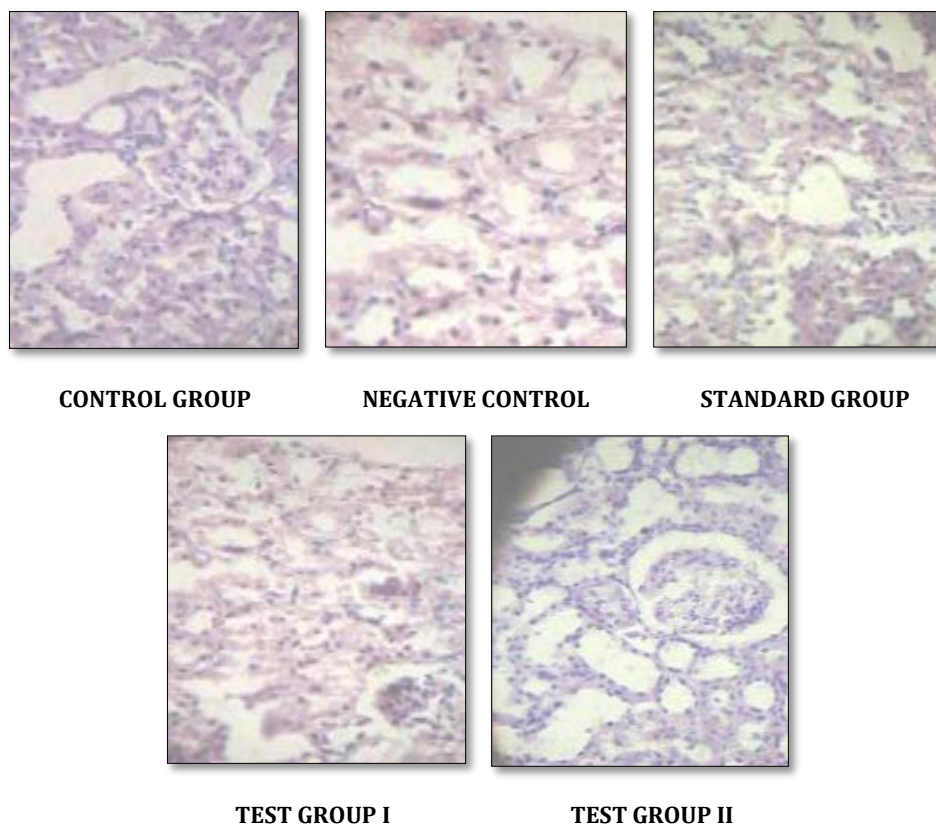 CONTROL GROUP
NEGATIVE CONTROL
STANDARD GROUP
TEST GROUP I
TEST GROUP II